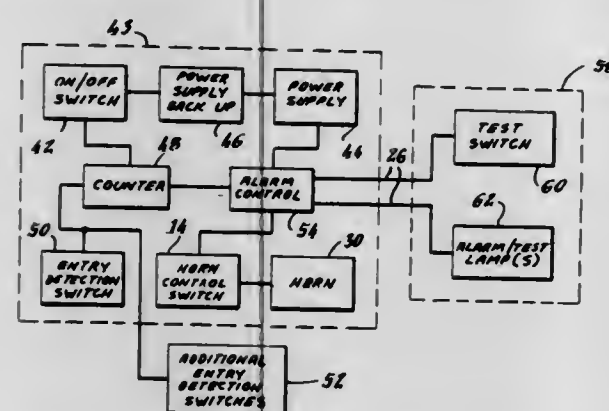 43
ON/OFF
SWITCH
42
POWER
SUPPLY
BACK UP
46
POWER
SUPPLY
44
58
TEST
SWITCH
60
48
COUNTER
ALARM
CONTROL
54
26
50
ENTRY
DETECTION
SWITCH
14
HORN
CONTROL
SWITCH
30
HORN
62
ALARM/TEST
LAMP(S)
ADDITIONAL
ENTRY
DETECTION
SWITCHES
52